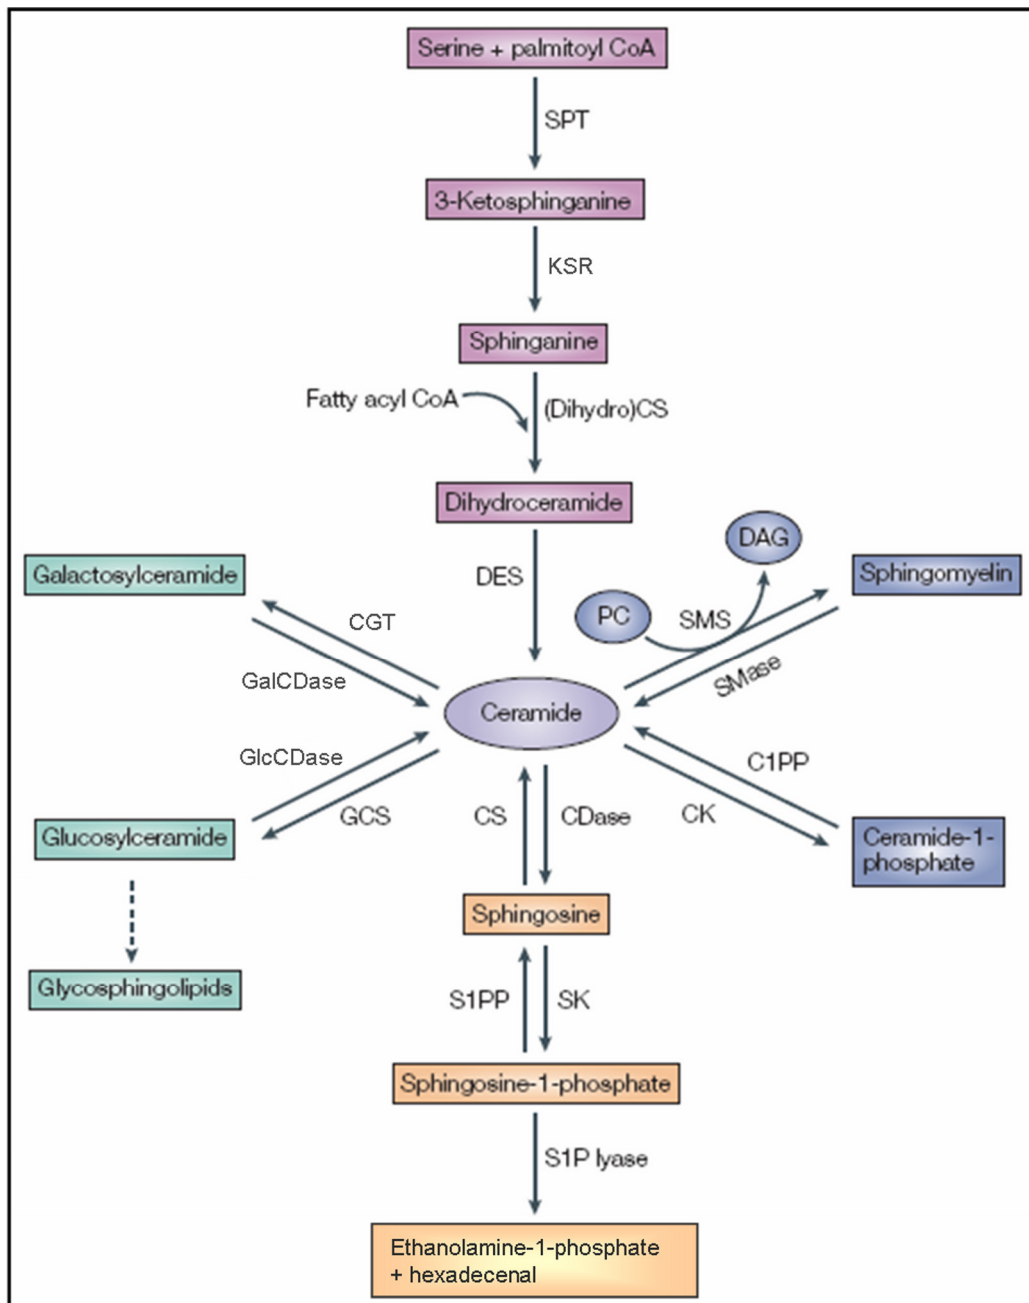 Serine + palmitoyl CoA
SPT
3-Ketosphinganine
KSR
Sphinganine
Fatty acyl CoA
(Dihydro)CS
Dihydroceramide
DAG
Galactosylceramide
DES
Sphingomyelin
PC
SMS
CGT
GalCDase
SMase
Ceramide
GlcCDase
C1PP
GCS
CS
CDase
CK
Glucosylceramide
Ceramide-1-
phosphate
Sphingosine
Glycosphingolipids
S1PP
SK
Sphingosine-1-phosphate
S1P lyase
Ethanolamine-1-phosphate
+ hexadecenal